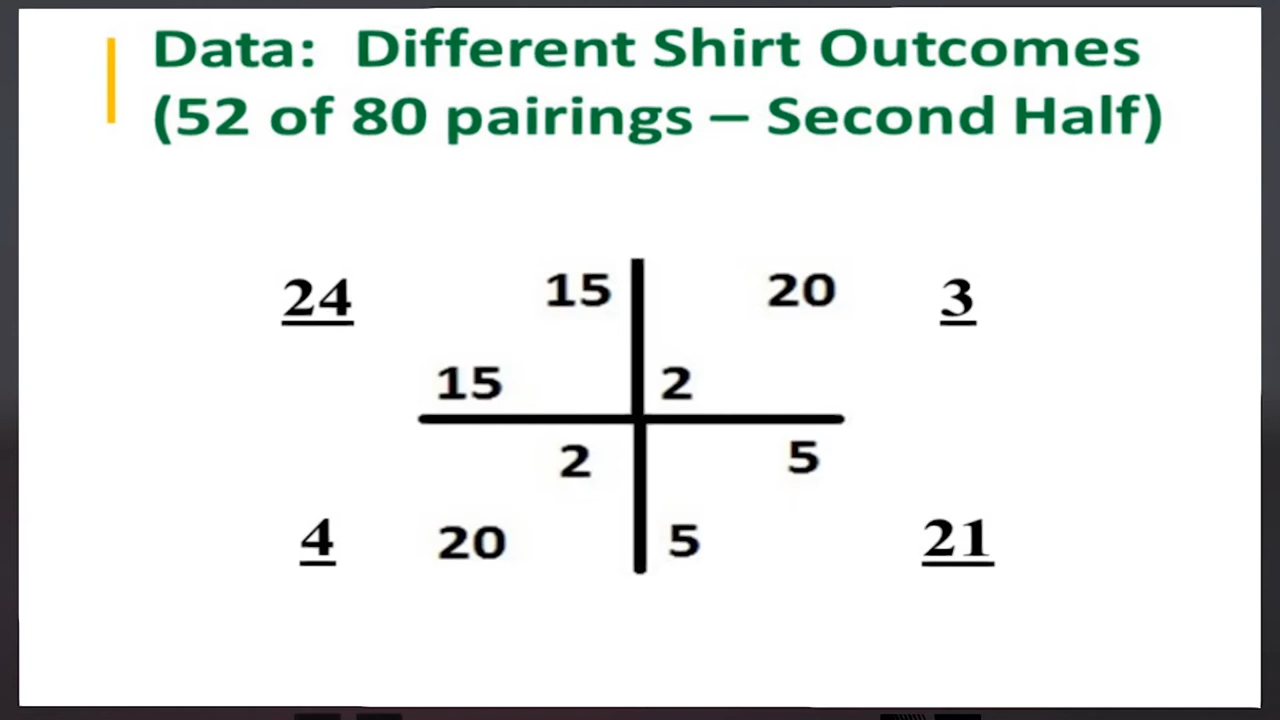 Data: Different Shirt Outcomes
(52 of 80 pairings – Second Half)
24 15 20 3
15 2
2 5
4 20 5 21